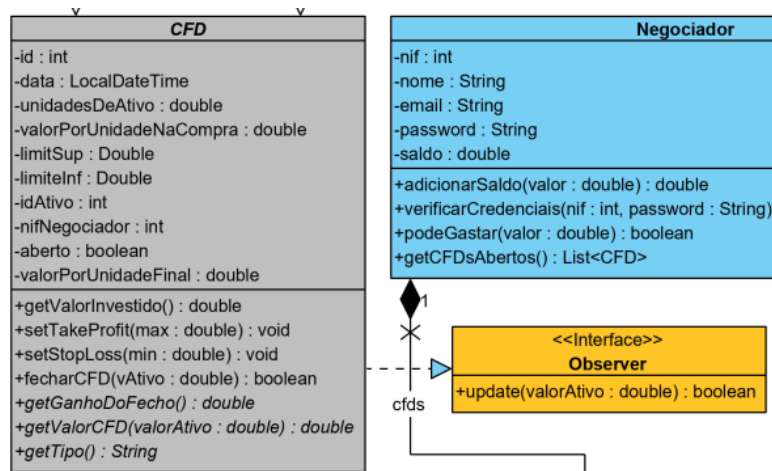 CFD
-id : int
-data : LocalDateTime
-unidadesDeAtivo : double
-valorPorUnidadeNaCompra : double
-limitSup : Double
-limiteInf : Double
-idAtivo : int
-nifNegociador : int
-aberto : boolean
-valorPorUnidadeFinal : double
+getValorInvestido() : double
+setTakeProfit(max : double) : void
+setStopLoss(min : double) : void
+fecharCFD(vAtivo : double) : boolean
+getGanhoDoFecho() : double
+getValorCFD(valorAtivo : double) : double
+getTipo() : String
Negociador
-nif : int
-nome : String
-email : String
-password : String
-saldo : double
+adicionarSaldo(valor : double) : double
+verificarCredenciais(nif : int, password : String)
+podeGastar(valor : double) : boolean
+getCFDsAbertos() : List<CFD>
1
<<Interface>>
Observer
+update(valorAtivo : double) : boolean
cfds